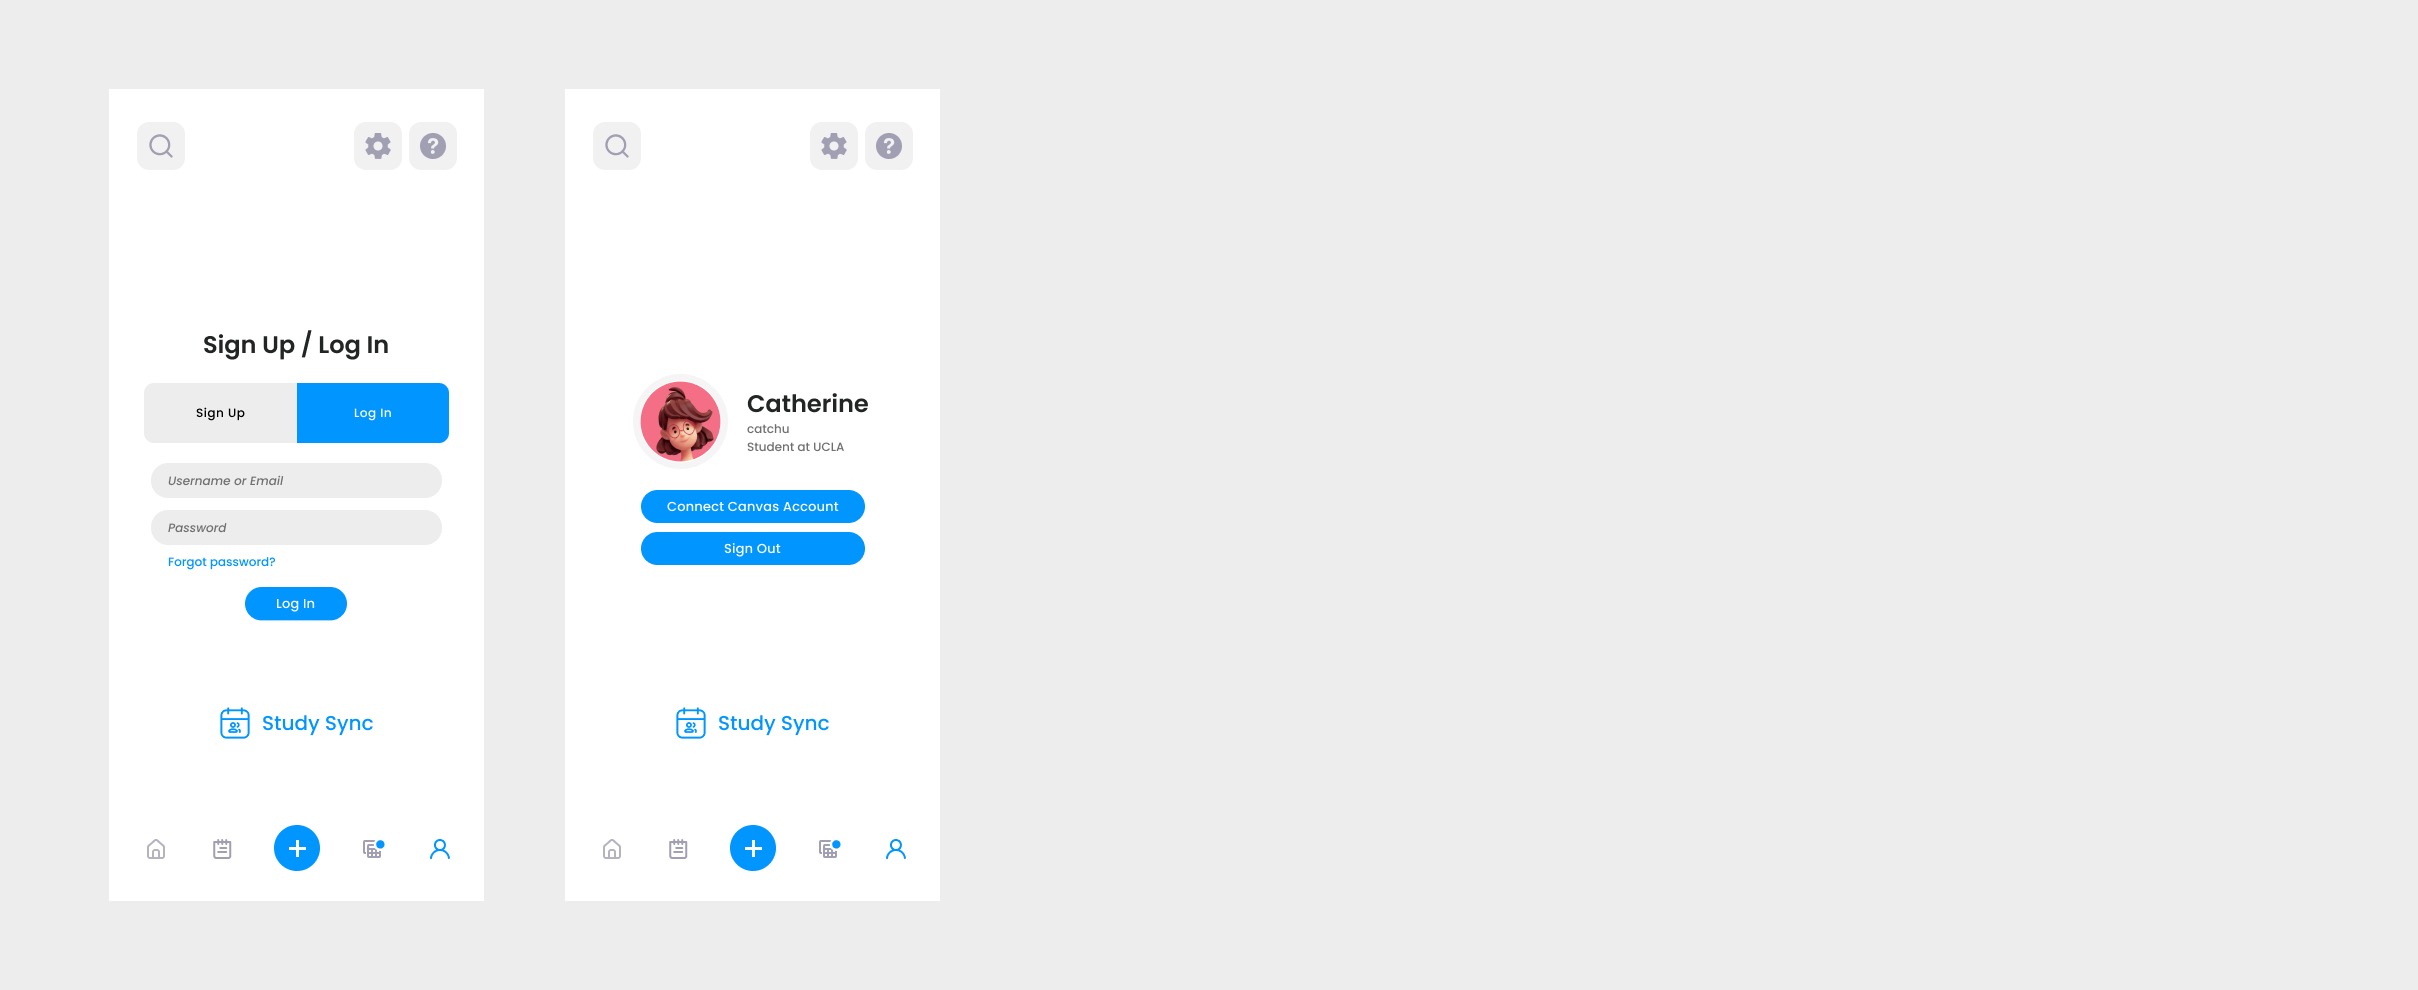 Sign Up / Log In
Sign Up
Log In
Username or Email
Password
Forgot password?
Log In
Study Sync
Catherine
catchu
Student at UCLA
Connect Canvas Account
Sign Out
Study Sync